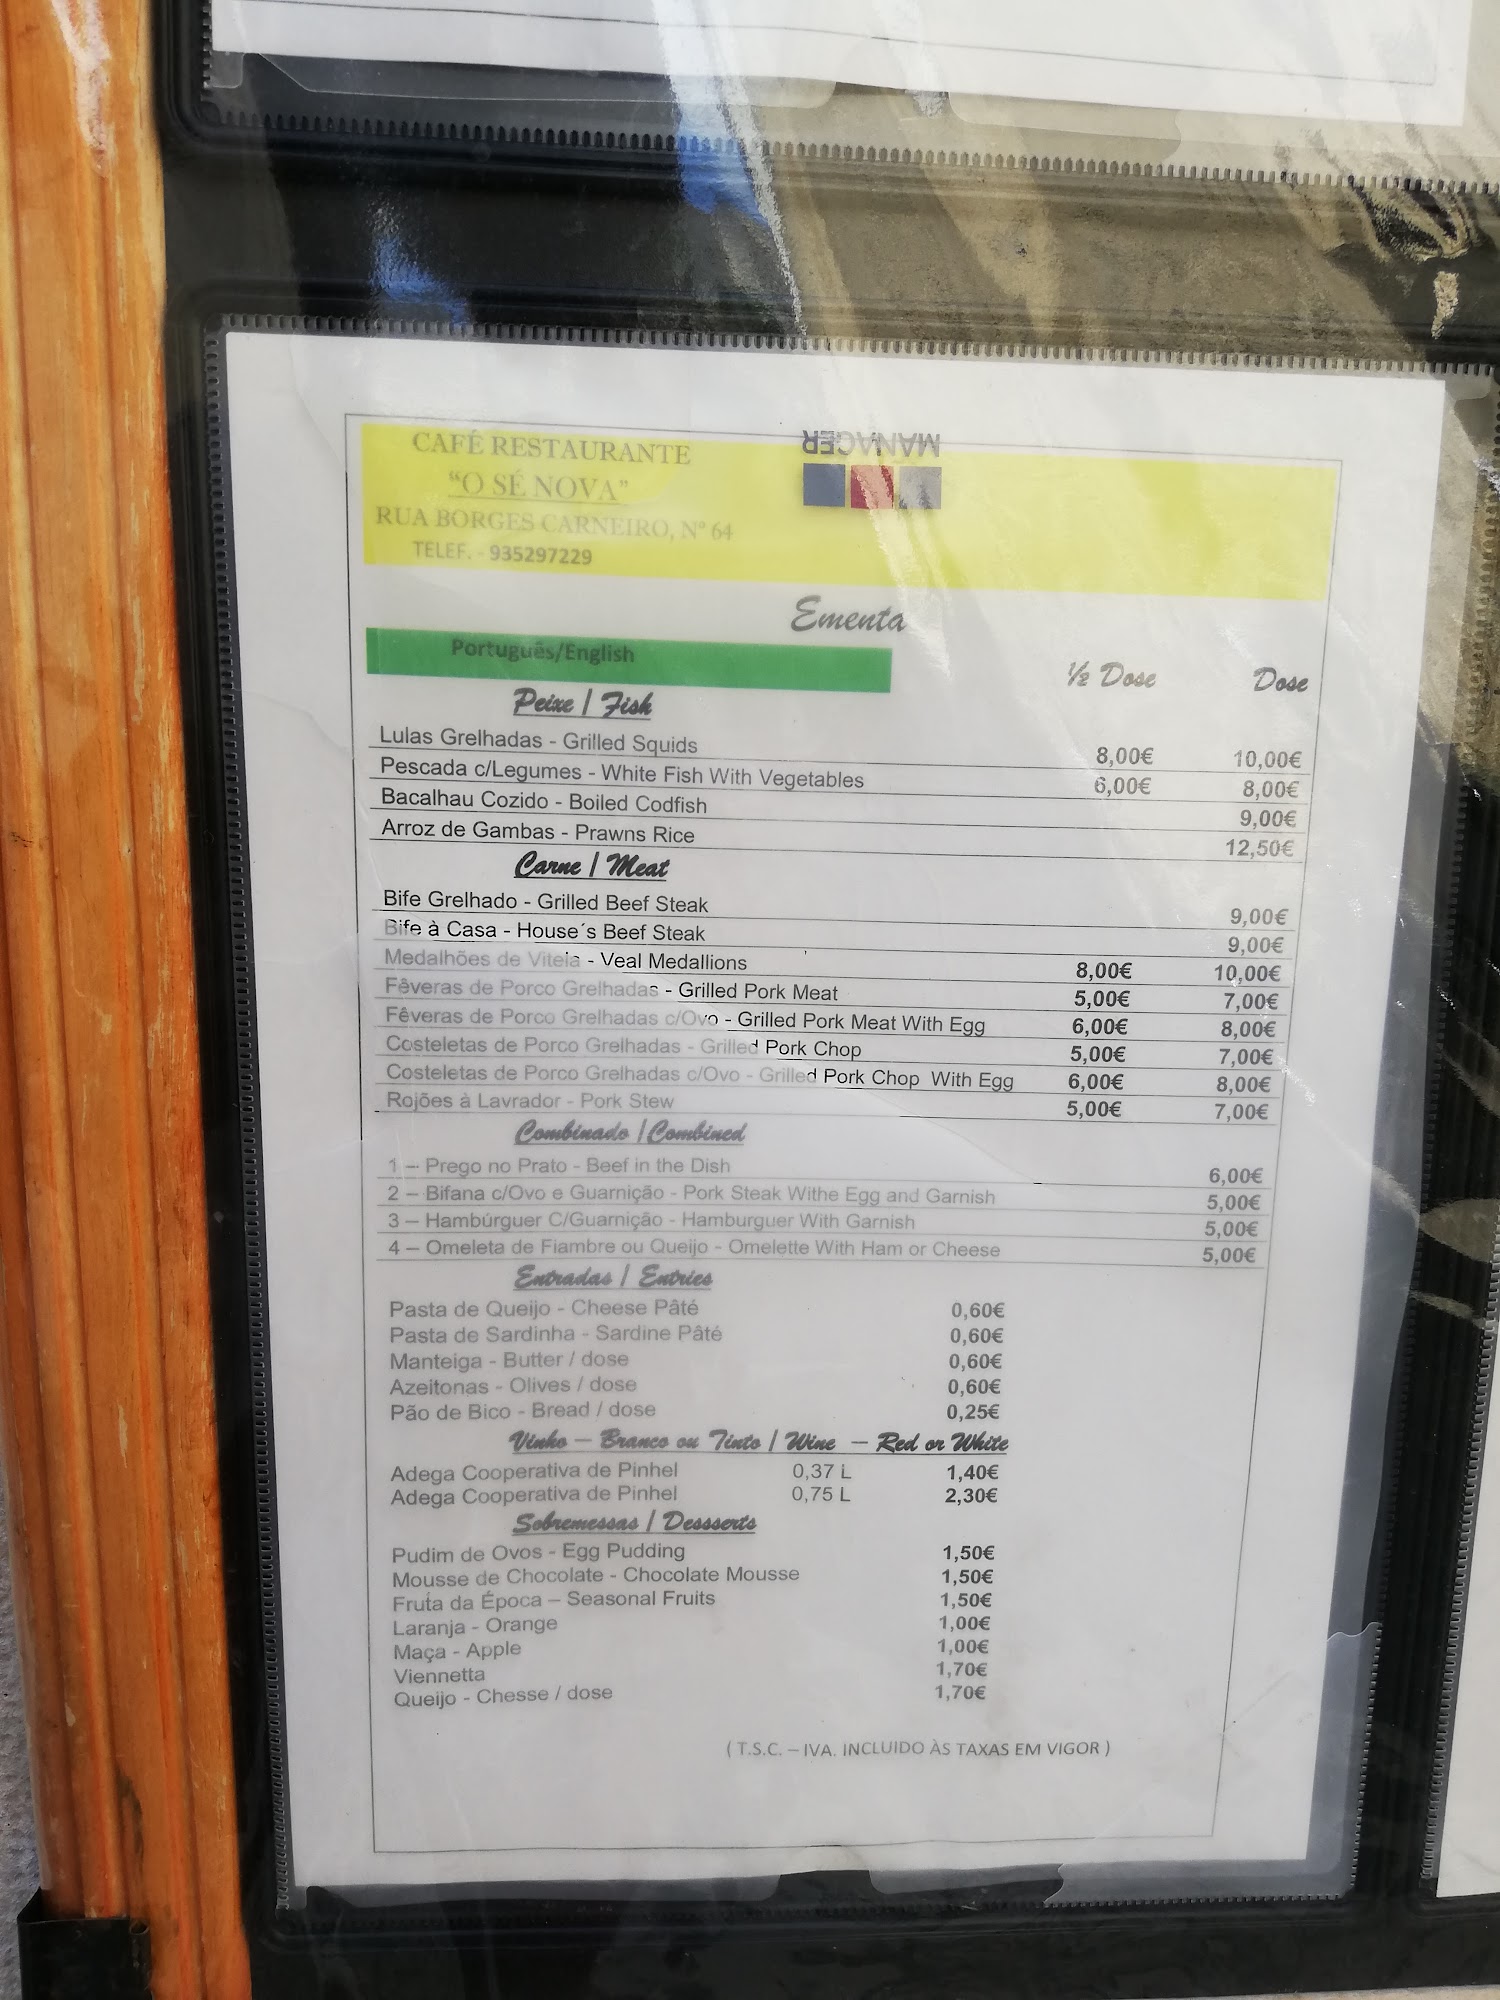 CAFÉ RESTAURANTE
MANAGER
"O SÉ NOVA"
RUA BORGES CARNEIRO, Nº 64
TELEF. - 935297229
Ementa
Português/English ½ Dose Dose
Peixe / Fish
Lulas Grelhadas - Grilled Squids 8,00€ 10,00€
Pescada c/Legumes - White Fish With Vegetables 6,00€ 8,00€
Bacalhau Cozido - Boiled Codfish 9,00€
Arroz de Gambas - Prawns Rice 12,50€
Carne / Meat
Bife Grelhado - Grilled Beef Steak 9,00€
Bife à Casa - House´s Beef Steak 9,00€
Medalhões de Vitela - Veal Medallions 8,00€ 10,00€
Fêveras de Porco Grelhadas - Grilled Pork Meat 5,00€ 7,00€
Fêveras de Porco Grelhadas c/Ovo - Grilled Pork Meat With Egg 6,00€ 8,00€
Costeletas de Porco Grelhadas - Grilled Pork Chop 5,00€ 7,00€
Costeletas de Porco Grelhadas c/Ovo - Grilled Pork Chop With Egg 6,00€ 8,00€
Rojões à Lavrador - Pork Stew 5,00€ 7,00€
Combinado / Combined
1 – Prego no Prato - Beef in the Dish 6,00€
2 – Bifana c/Ovo e Guarnição - Pork Steak Withe Egg and Garnish 5,00€
3 – Hambúrguer C/Guarnição - Hamburguer With Garnish 5,00€
4 – Omeleta de Fiambre ou Queijo - Omelette With Ham or Cheese 5,00€
Entradas / Entries
Pasta de Queijo - Cheese Pâté 0,60€
Pasta de Sardinha - Sardine Pâté 0,60€
Manteiga - Butter / dose 0,60€
Azeitonas - Olives / dose 0,60€
Pão de Bico - Bread / dose 0,25€
Vinho – Branco ou Tinto / Wine – Red or White
Adega Cooperativa de Pinhel 0,37 L 1,40€
Adega Cooperativa de Pinhel 0,75 L 2,30€
Sobremessas / Dessserts
Pudim de Ovos - Egg Pudding 1,50€
Mousse de Chocolate - Chocolate Mousse 1,50€
Fruta da Época – Seasonal Fruits 1,50€
Laranja - Orange 1,00€
Maça - Apple 1,00€
Viennetta 1,70€
Queijo - Chesse / dose 1,70€
( T.S.C. – IVA. INCLUIDO ÀS TAXAS EM VIGOR )